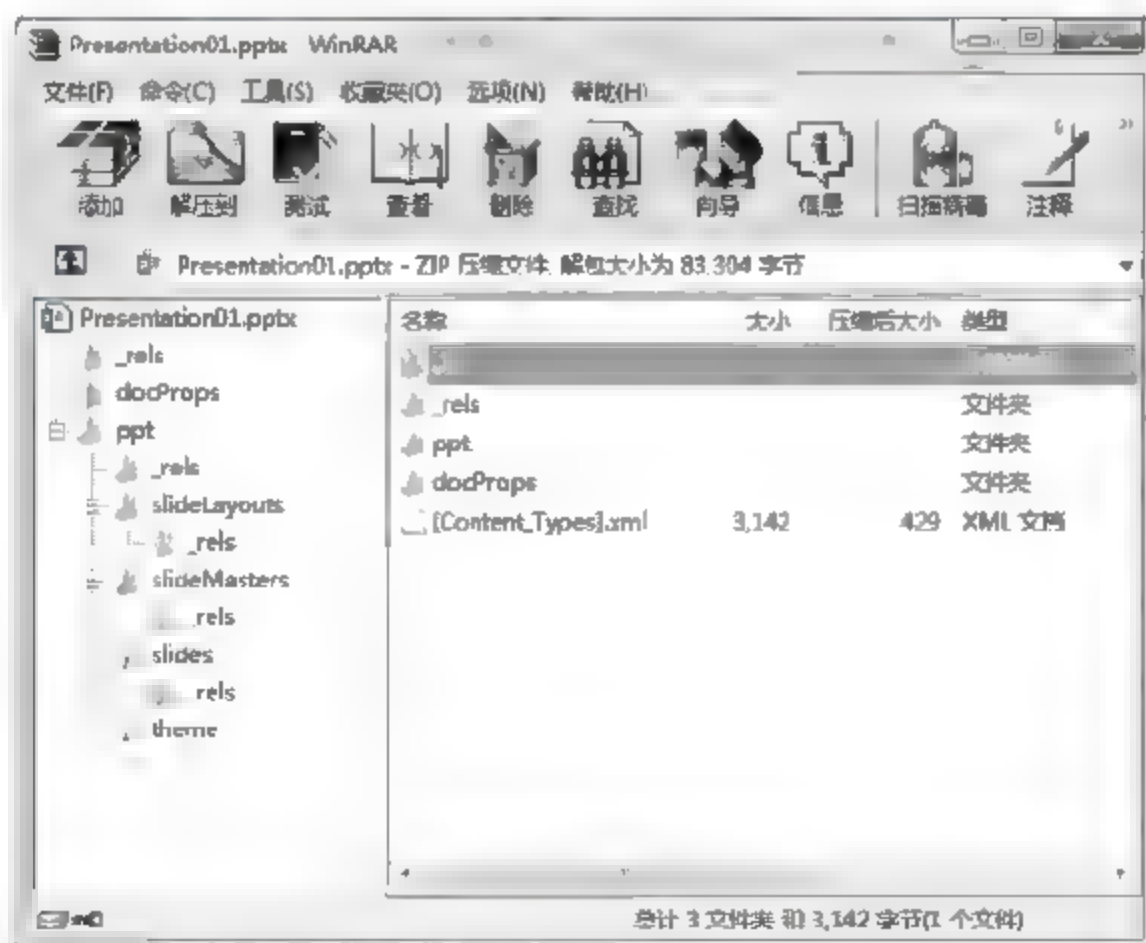 Presentation01.pptx WinRAR
文件(F) 命令(C) 工具(S) 收藏夹(O) 选项(N) 帮助(H)
添加 解压到 测试 查看 删除 查找 向导 信息 扫描病毒 注释
Presentation01.pptx - ZIP 压缩文件, 解包大小为 83,304 字节
Presentation01.pptx
_rels
docProps
ppt
_rels
slideLayouts
_rels
slideMasters
_rels
slides
_rels
theme
名称 大小 压缩后大小 类型
_rels 文件夹
ppt 文件夹
docProps 文件夹
[Content_Types].xml 3,142 429 XML 文档
总计 3 文件夹 和 3,142 字节(1 个文件)